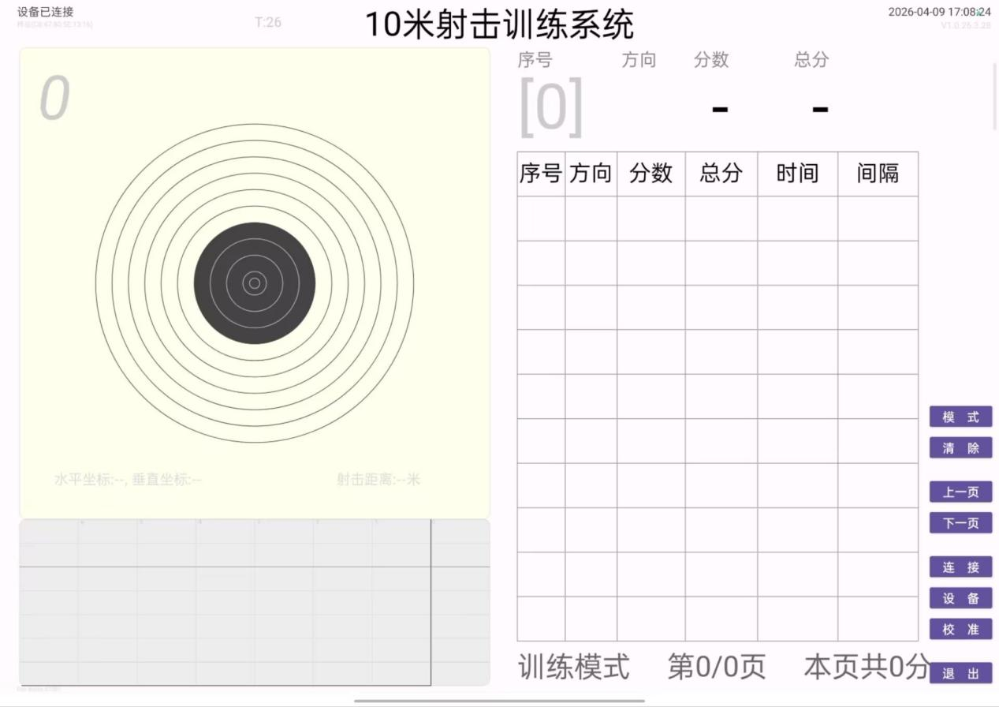 设备已连接
T:26
10米射击训练系统
2026-04-09 17:08:24
V1.0.26.3.28
0
序号 方向 分数 总分
[0] - -
序号 方向 分数 总分 时间 间隔
水平坐标:--, 垂直坐标:--
射击距离:--米
模 式
清 除
上一页
下一页
连 接
设 备
校 准
退 出
训练模式 第0/0页 本页共0分